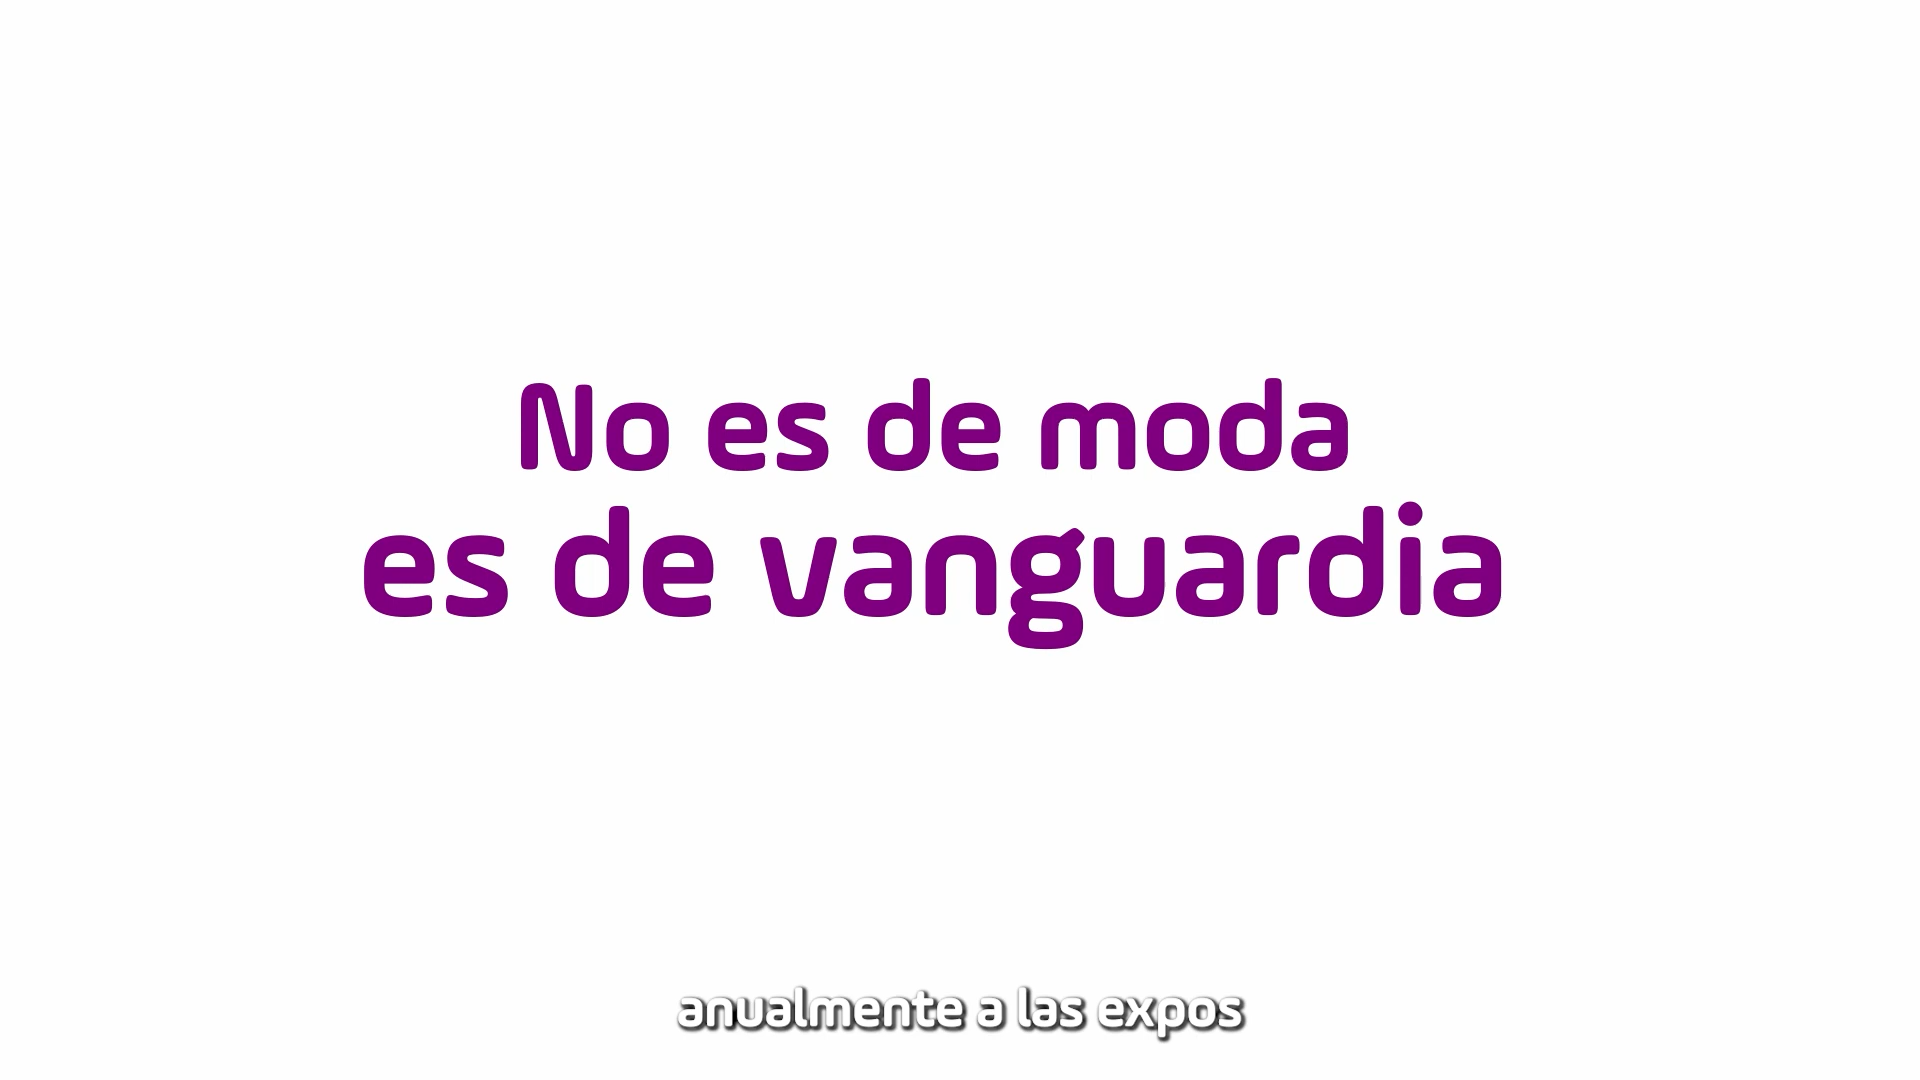 No es de moda
es de vanguardia
anualmente a las expos